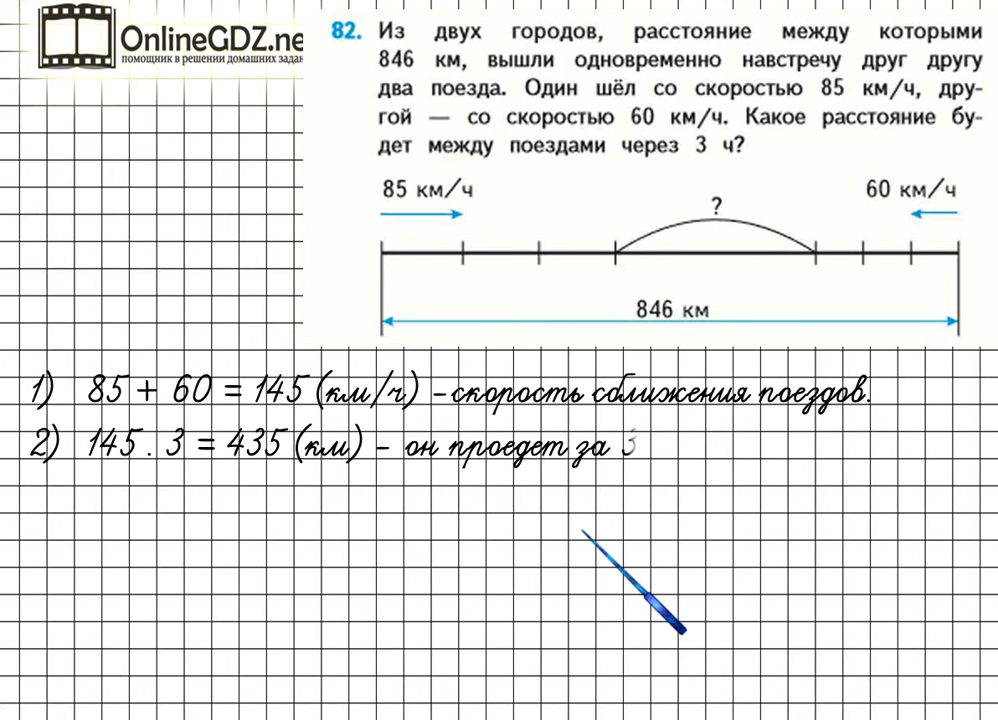 OnlineGDZ.ne
помощник в решении домашних задан
82. Из двух городов, расстояние между которыми
846 км, вышли одновременно навстречу друг другу
два поезда. Один шёл со скоростью 85 км/ч, дру-
гой — со скоростью 60 км/ч. Какое расстояние бу-
дет между поездами через 3 ч?
85 км/ч 60 км/ч
?
846 км
1) 85 + 60 = 145 (км/ч) - скорость сближения поездов.
2) 145 . 3 = 435 (км) - он проедет за 3